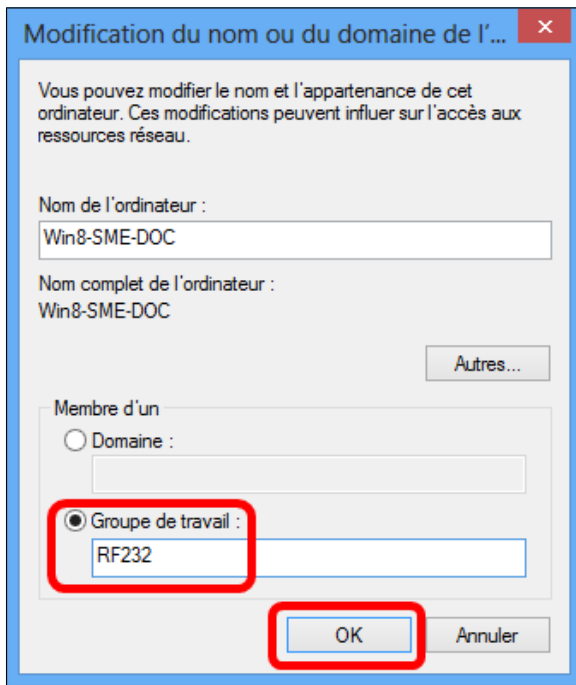 Modification du nom ou du domaine de l'...
Vous pouvez modifier le nom et l'appartenance de cet
ordinateur. Ces modifications peuvent influer sur l'accès aux
ressources réseau.
Nom de l'ordinateur :
Win8-SME-DOC
Nom complet de l'ordinateur :
Win8-SME-DOC
Autres...
Membre d'un
Domaine :
Groupe de travail :
RF232
OK Annuler